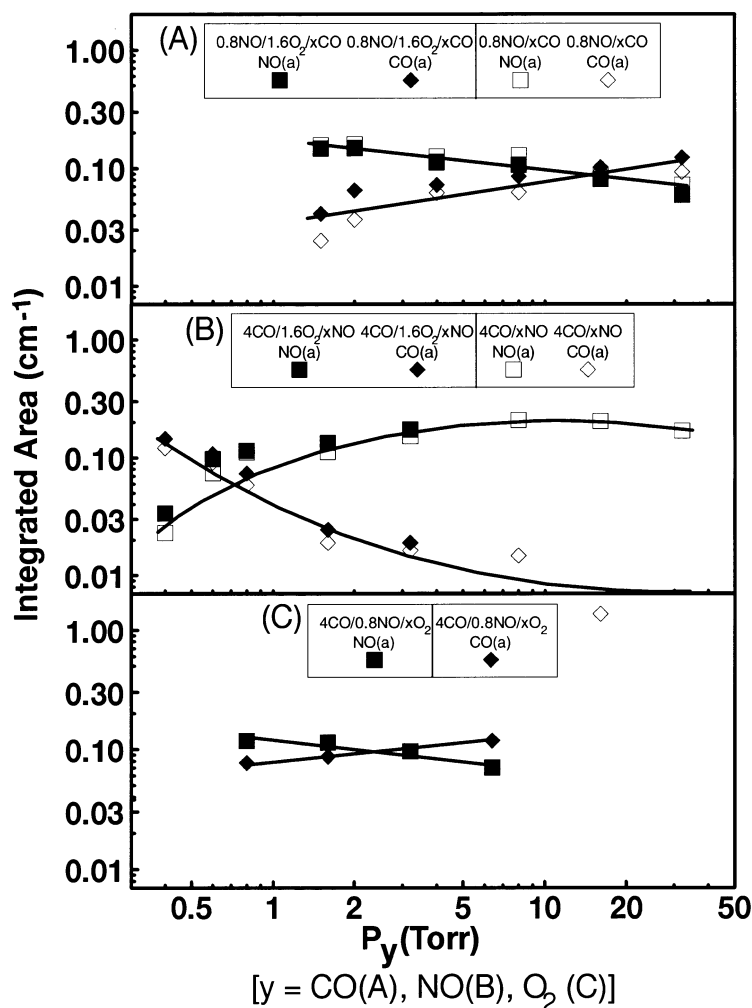 (A)
0.8NO/1.6O₂/xCO 0.8NO/1.6O₂/xCO 0.8NO/xCO 0.8NO/xCO
NO(a) CO(a) NO(a) CO(a)
1.00
0.30
0.10
0.03
0.01
Integrated Area (cm⁻¹)
(B)
4CO/1.6O₂/xNO 4CO/1.6O₂/xNO 4CO/xNO 4CO/xNO
NO(a) CO(a) NO(a) CO(a)
1.00
0.30
0.10
0.03
0.01
(C)
4CO/0.8NO/xO₂ 4CO/0.8NO/xO₂
NO(a) CO(a)
1.00
0.30
0.10
0.03
0.01
0.5 1 2 5 10 20 50
Py(Torr)
[y = CO(A), NO(B), O₂ (C)]